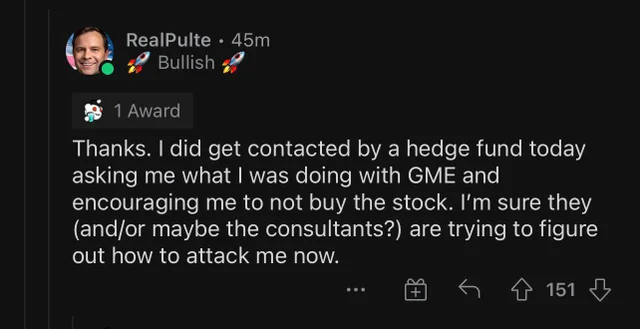 RealPulte • 45m
🚀 Bullish 🚀
1 Award
Thanks. I did get contacted by a hedge fund today
asking me what I was doing with GME and
encouraging me to not buy the stock. I’m sure they
(and/or maybe the consultants?) are trying to figure
out how to attack me now.
151